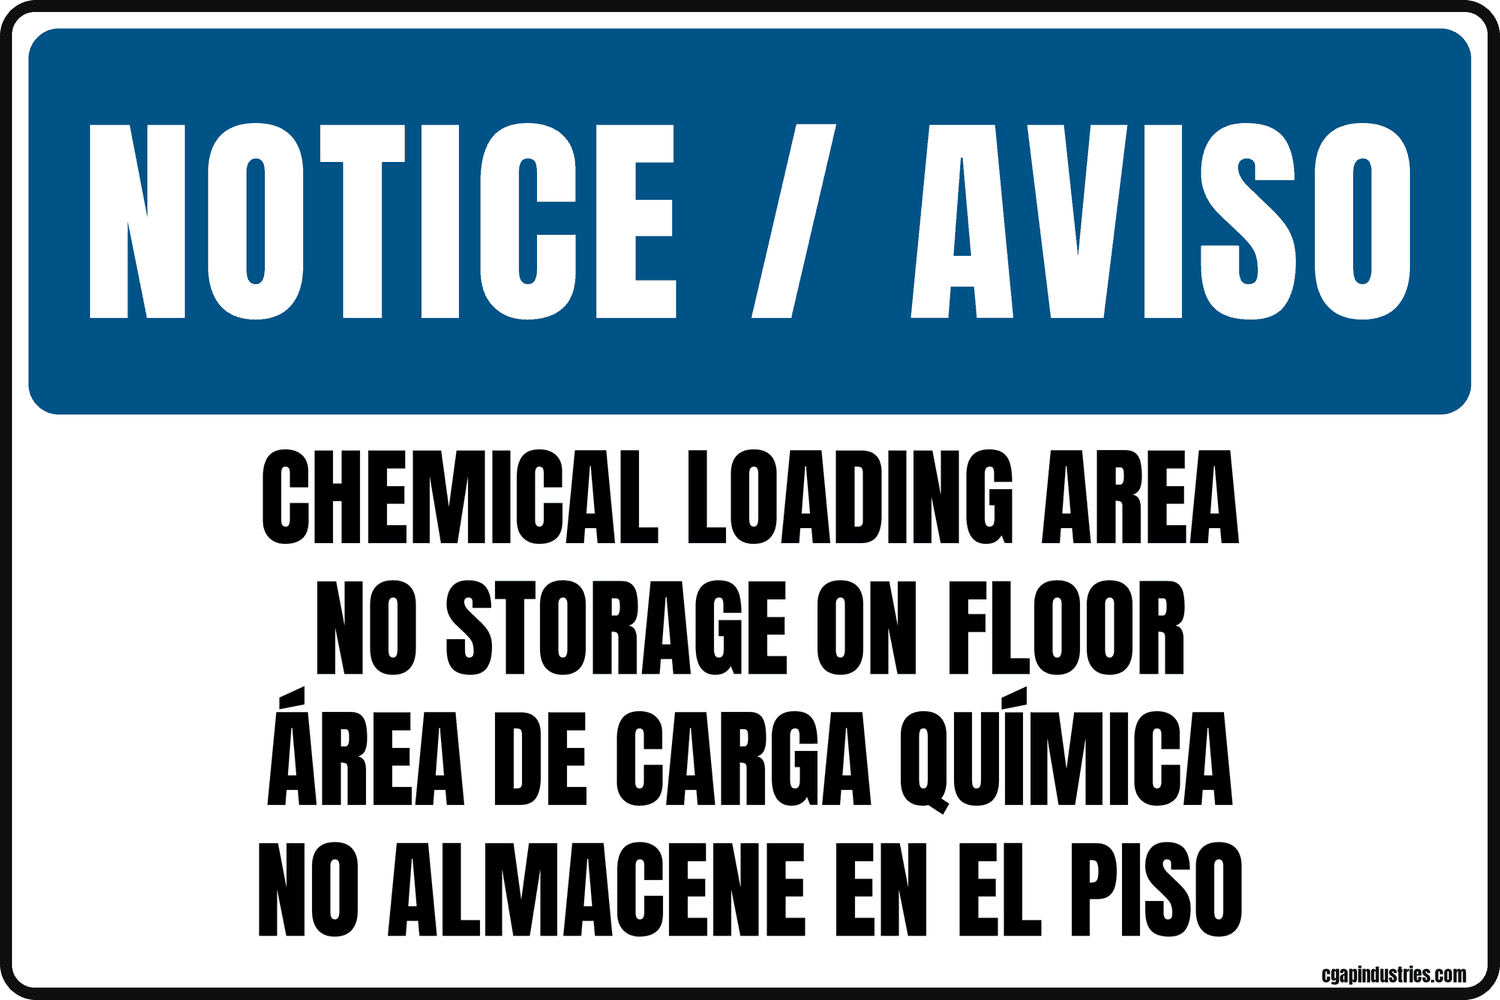 NOTICE / AVISO
CHEMICAL LOADING AREA
NO STORAGE ON FLOOR
ÁREA DE CARGA QUÍMICA
NO ALMACENE EN EL PISO
cgapindustries.com